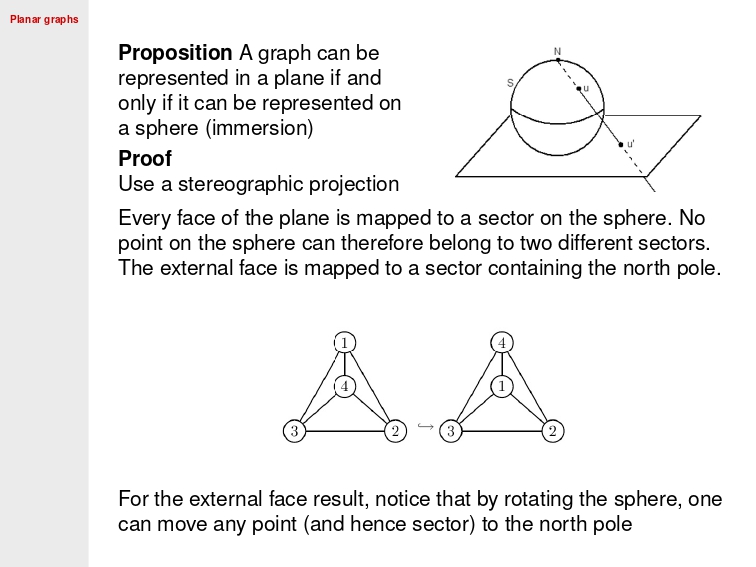 Planar graphs
Proposition A graph can be
represented in a plane if and
only if it can be represented on
a sphere (immersion)
Proof
Use a stereographic projection
N
S
u
u'
Every face of the plane is mapped to a sector on the sphere. No
point on the sphere can therefore belong to two different sectors.
The external face is mapped to a sector containing the north pole.
1
4
3
2
↪
4
1
3
2
For the external face result, notice that by rotating the sphere, one
can move any point (and hence sector) to the north pole